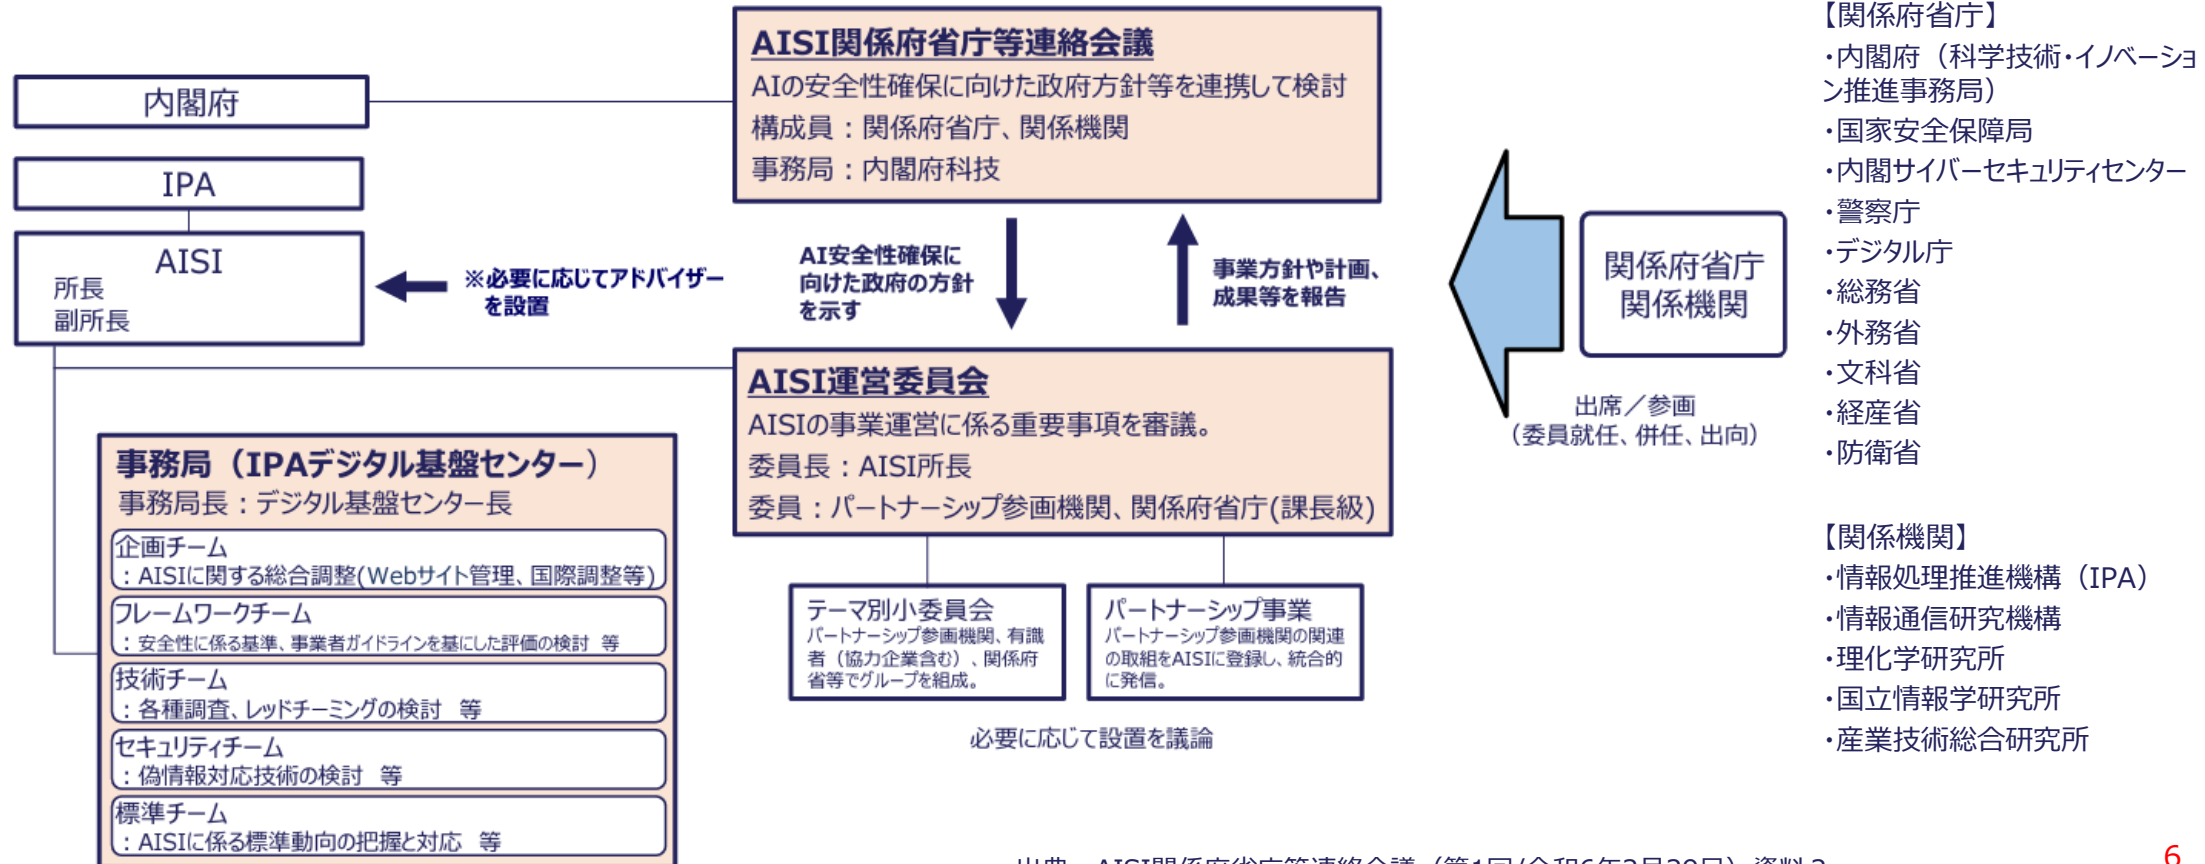 内閣府
IPA
AISI
所長
副所長
※必要に応じてアドバイザー
を設置
AISI関係府省庁等連絡会議
AIの安全性確保に向けた政府方針等を連携して検討
構成員：関係府省庁、関係機関
事務局：内閣府科技
AI安全性確保に
向けた政府の方針
を示す
事業方針や計画、
成果等を報告
AISI運営委員会
AISIの事業運営に係る重要事項を審議。
委員長：AISI所長
委員：パートナーシップ参画機関、関係府省庁(課長級)
テーマ別小委員会
パートナーシップ参画機関、有識
者（協力企業含む）、関係府
省等でグループを組成。
パートナーシップ事業
パートナーシップ参画機関の関連
の取組をAISIに登録し、統合的
に発信。
必要に応じて設置を議論
事務局（IPAデジタル基盤センター）
事務局長：デジタル基盤センター長
企画チーム
：AISIに関する総合調整(Webサイト管理、国際調整等)
フレームワークチーム
：安全性に係る基準、事業者ガイドラインを基にした評価の検討 等
技術チーム
：各種調査、レッドチーミングの検討 等
セキュリティチーム
：偽情報対応技術の検討 等
標準チーム
：AISIに係る標準動向の把握と対応 等
関係府省庁
関係機関
出席／参画
（委員就任、併任、出向）
【関係府省庁】
・内閣府（科学技術・イノベーショ
ン推進事務局）
・国家安全保障局
・内閣サイバーセキュリティセンター
・警察庁
・デジタル庁
・総務省
・外務省
・文科省
・経産省
・防衛省
【関係機関】
・情報処理推進機構（IPA）
・情報通信研究機構
・理化学研究所
・国立情報学研究所
・産業技術総合研究所
AISI関係府省庁等連絡会議（第1回/令和6年2月29日）資料
6